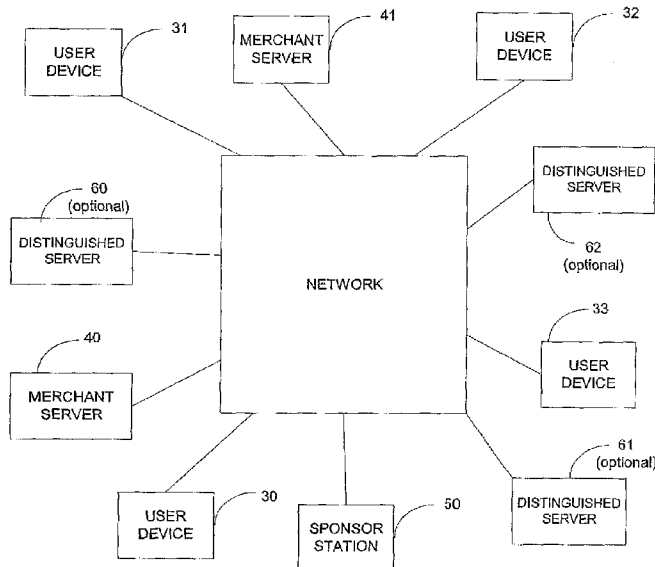 31
USER
DEVICE
41
MERCHANT
SERVER
32
USER
DEVICE
60
(optional)
DISTINGUISHED
SERVER
DISTINGUISHED
SERVER
62
(optional)
NETWORK
40
MERCHANT
SERVER
33
USER
DEVICE
61
(optional)
DISTINGUISHED
SERVER
30
USER
DEVICE
50
SPONSOR
STATION